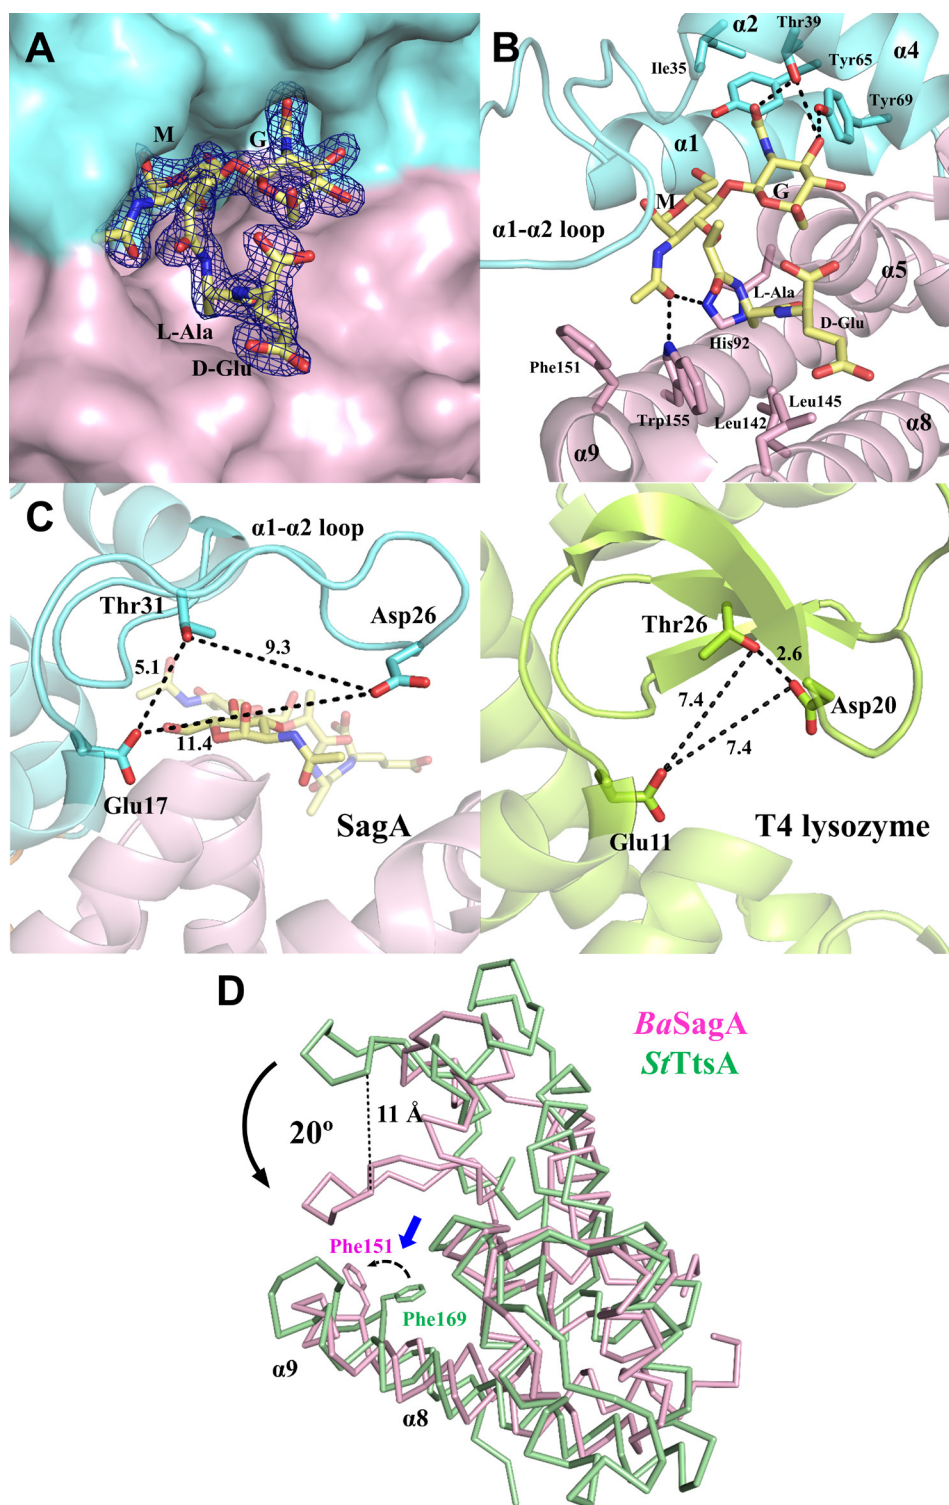 A
M
G
L-Ala
D-Glu
B
α2
Thr39
α4
Ile35
Tyr65
Tyr69
α1
M
G
α1-α2 loop
α5
L-Ala
D-Glu
His92
Phe151
Trp155
Leu142
Leu145
α9
α8
C
α1-α2 loop
Thr31
Asp26
9.3
5.1
11.4
Glu17
SagA
Thr26
2.6
7.4
Asp20
7.4
Glu11
T4 lysozyme
D
BaSagA
StTtsA
11 Å
20º
Phe151
Phe169
α9
α8